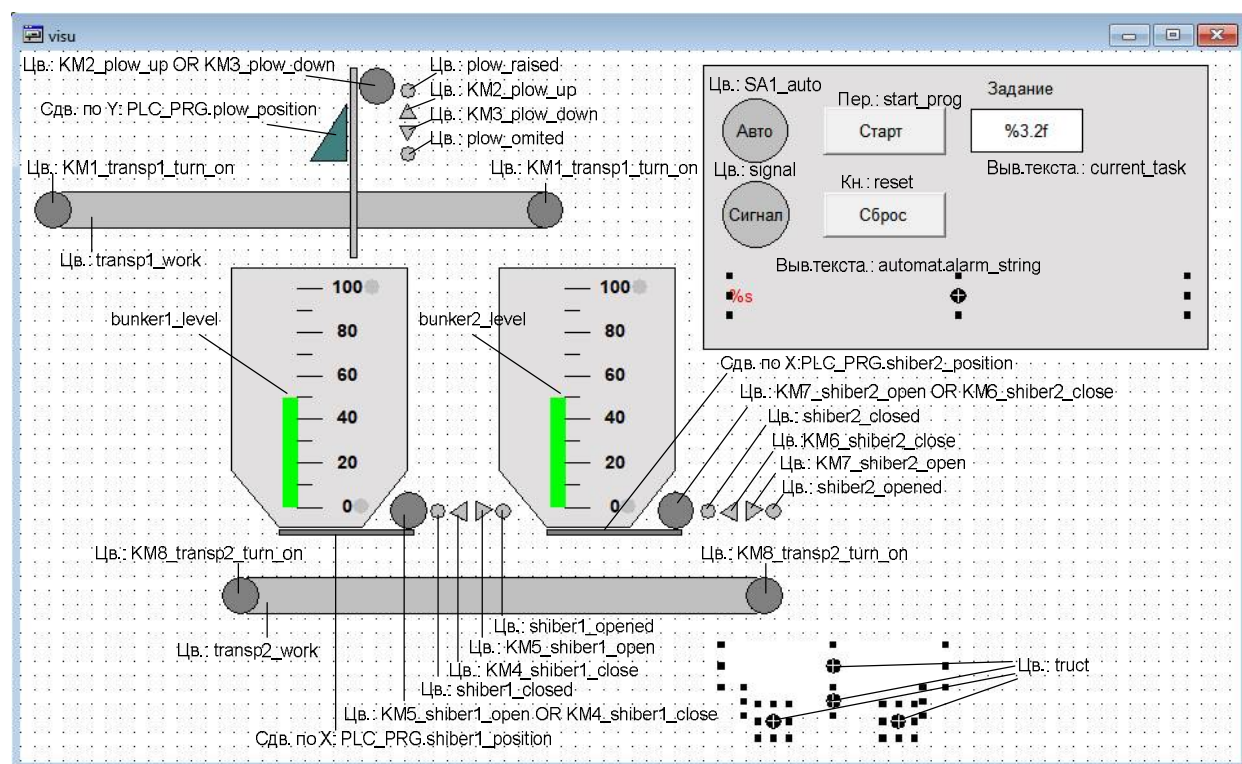 visu
Цв.: KM2_plow_up OR KM3_plow_down
Сдв. по Y: PLC_PRG.plow_position
Цв.: plow_raised
Цв.: KM2_plow_up
Цв.: KM3_plow_down
Цв.: plow_omited
Цв.: KM1_transp1_turn_on
Цв.: KM1_transp1_turn_on
Цв.: transp1_work
Цв.: SA1_auto
Пер.: start_prog
Задание
Авто
Старт
%3.2f
Цв.: signal
Кн.: reset
Выв.текста.: current_task
Сигнал
Сброс
Выв.текста.: automat.alarm_string
%s
bunker1_level
100
80
60
40
20
0
bunker2_level
100
80
60
40
20
0
Сдв. по X:PLC_PRG.shiber2_position
Цв.: KM7_shiber2_open OR KM6_shiber2_close
Цв.: shiber2_closed
Цв.:KM6_shiber2_close
Цв.: KM7_shiber2_open
Цв.: shiber2_opened
Цв.: KM8_transp2_turn_on
Цв.: KM8_transp2_turn_on
Цв.: transp2_work
Цв.: shiber1_opened
Цв.: KM5_shiber1_open
Цв.: KM4_shiber1_close
Цв.: shiber1_closed
Цв.: KM5_shiber1_open OR KM4_shiber1_close
Сдв. по X: PLC_PRG.shiber1_position
Цв.: truct